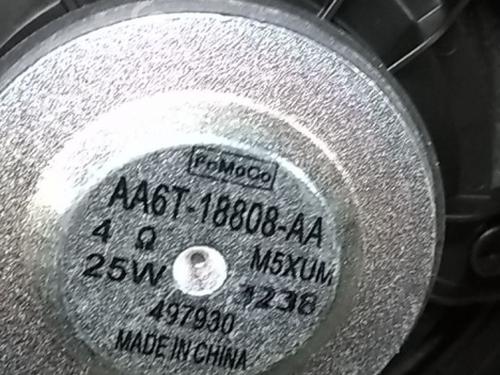 FoMoCo
AA6T-18808-AA
4 Ω M5XUM
25W 1238
497930
MADE IN CHINA